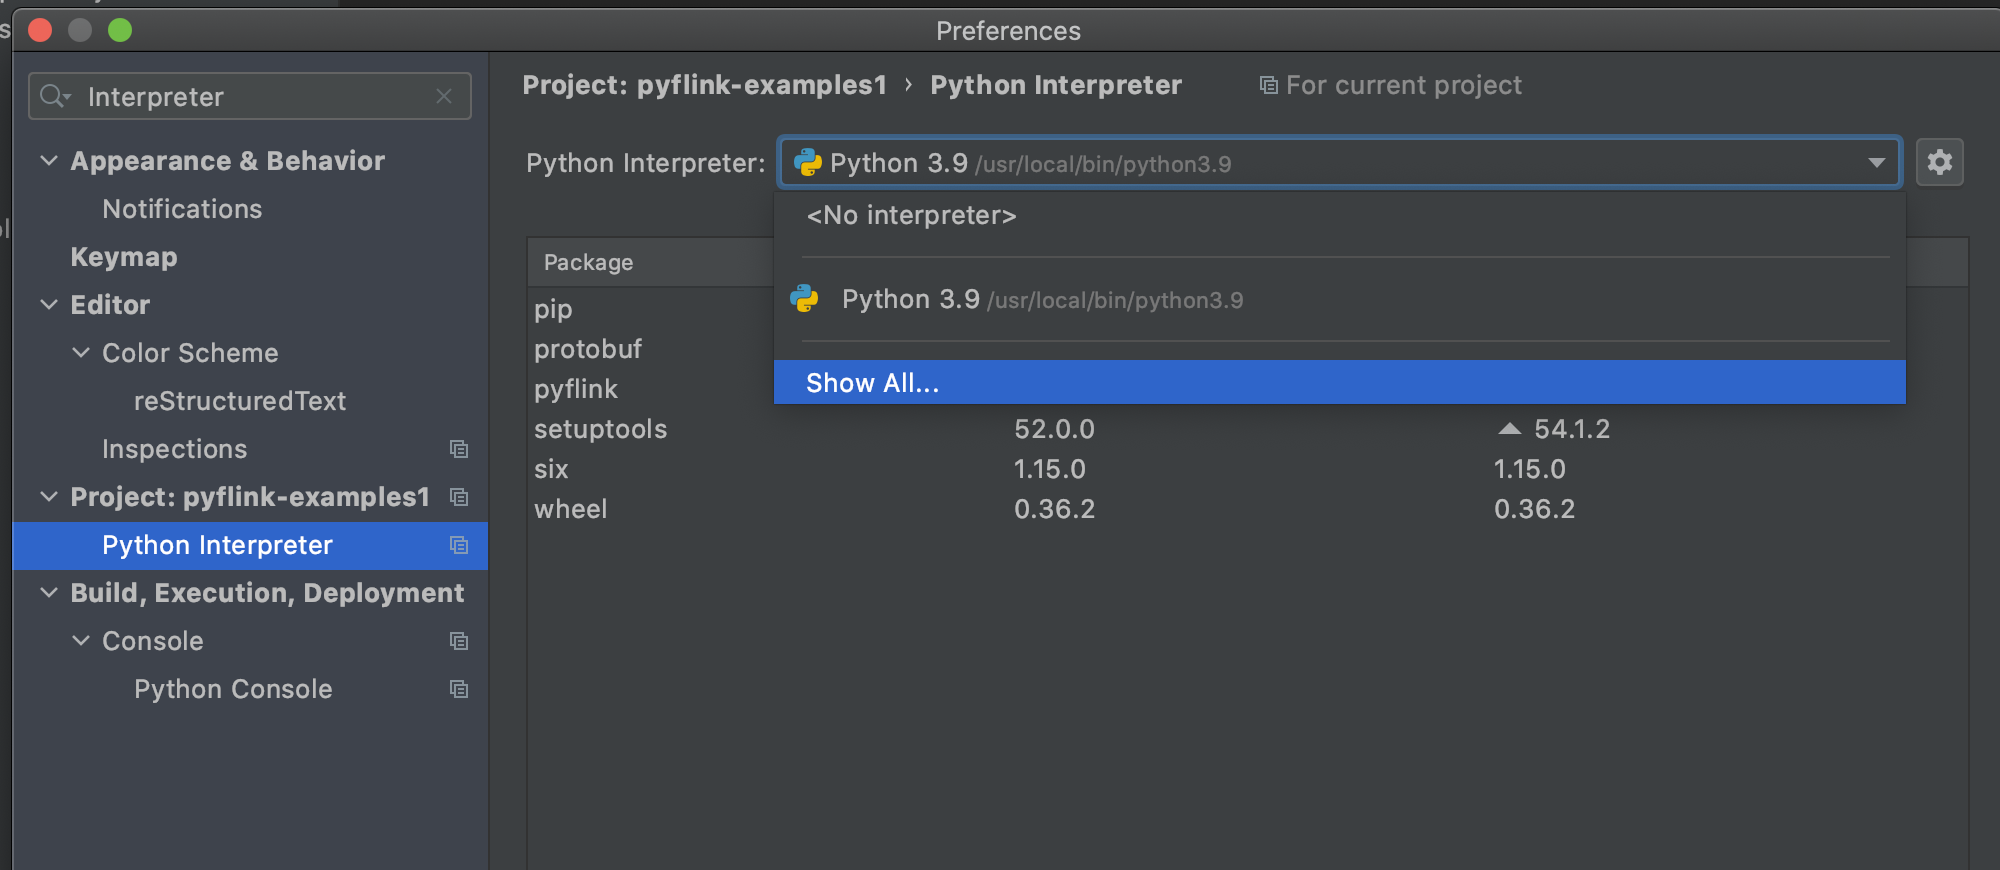 Preferences
Interpreter
Appearance & Behavior
Notifications
Keymap
Editor
Color Scheme
reStructuredText
Inspections
Project: pyflink-examples1
Python Interpreter
Build, Execution, Deployment
Console
Python Console
Project: pyflink-examples1 › Python Interpreter For current project
Python Interpreter: Python 3.9 /usr/local/bin/python3.9
<No interpreter>
Python 3.9 /usr/local/bin/python3.9
Show All...
Package
pip
protobuf
pyflink
setuptools 52.0.0 54.1.2
six 1.15.0 1.15.0
wheel 0.36.2 0.36.2